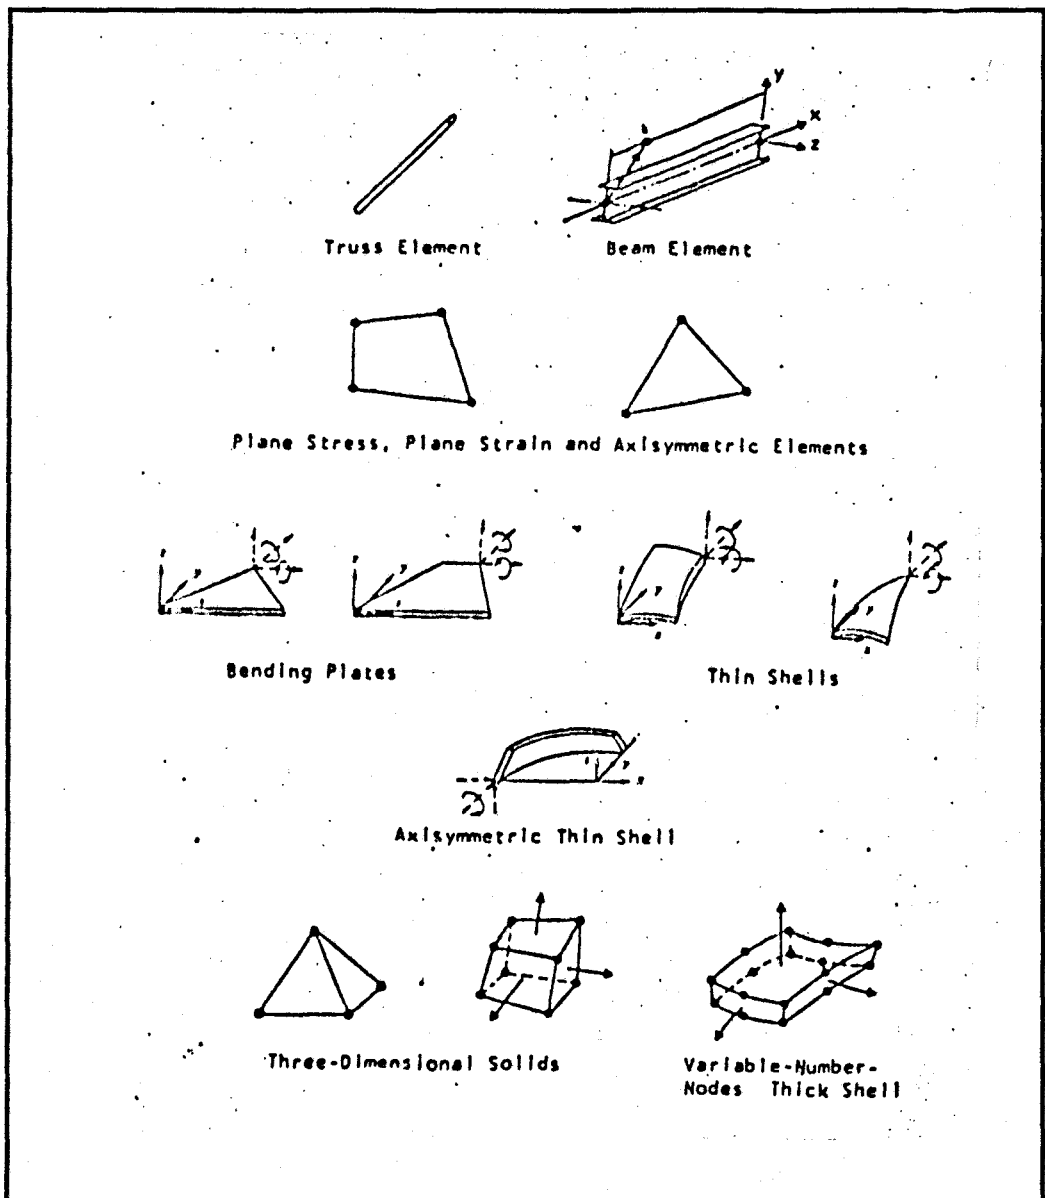 y
x
z
Truss Element
Beam Element
Plane Stress, Plane Strain and Axisymmetric Elements
y
y
y
y
Bending Plates
Thin Shells
y
x
Axisymmetric Thin Shell
Three-Dimensional Solids
Variable-Number-
Nodes Thick Shell